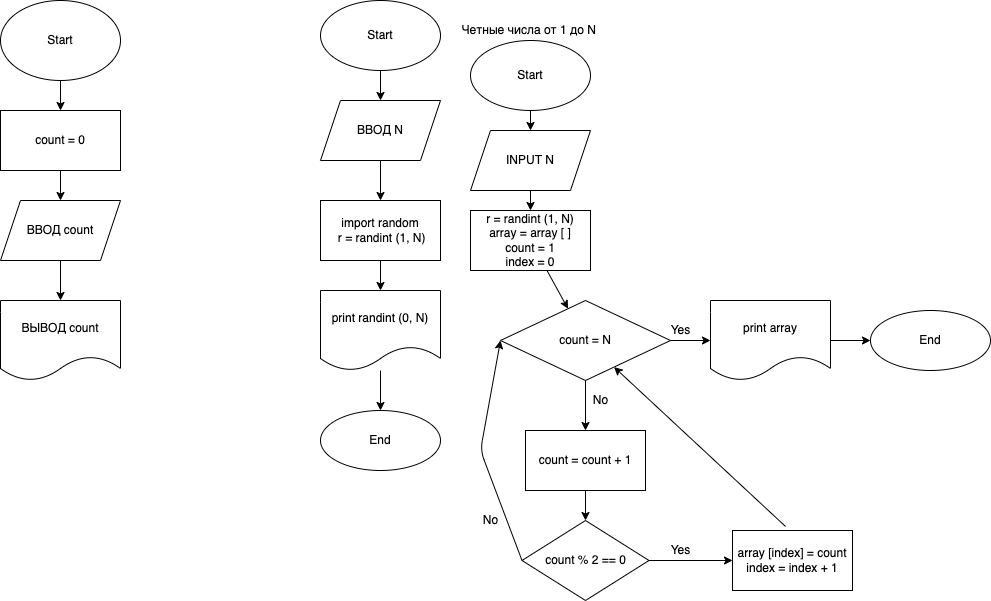 Start
count = 0
ВВОД count
ВЫВОД count
Start
ВВОД N
import random
r = randint (1, N)
print randint (0, N)
End
Четные числа от 1 до N
Start
INPUT N
r = randint (1, N)
array = array [ ]
count = 1
index = 0
count = N
Yes
print array
End
No
count = count + 1
No
count % 2 == 0
Yes
array [index] = count
index = index + 1